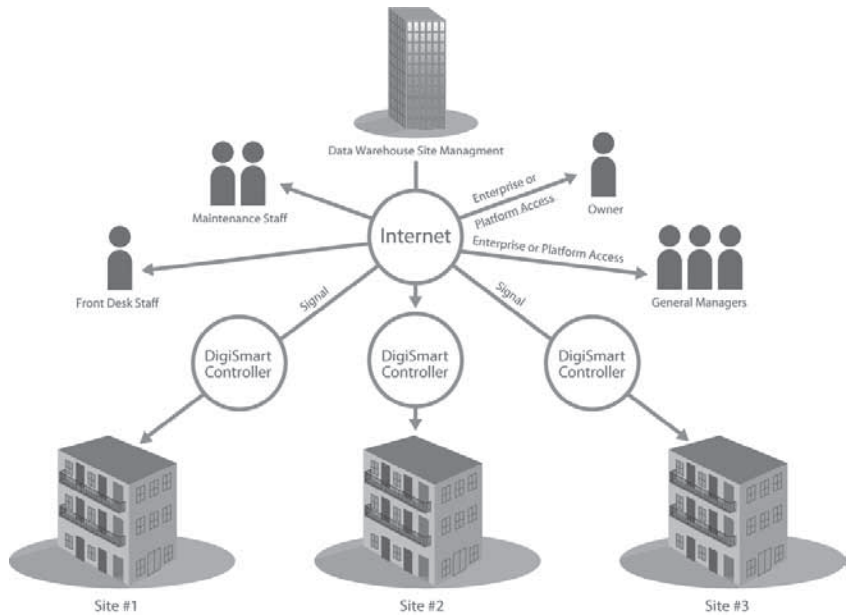 Data Warehouse Site Managment
Maintenance Staff
Enterprise or
Platform Access
Owner
Internet
Enterprise or Platform Access
Front Desk Staff
General Managers
Signal
Signal
DigiSmart
Controller
DigiSmart
Controller
DigiSmart
Controller
Site #1
Site #2
Site #3